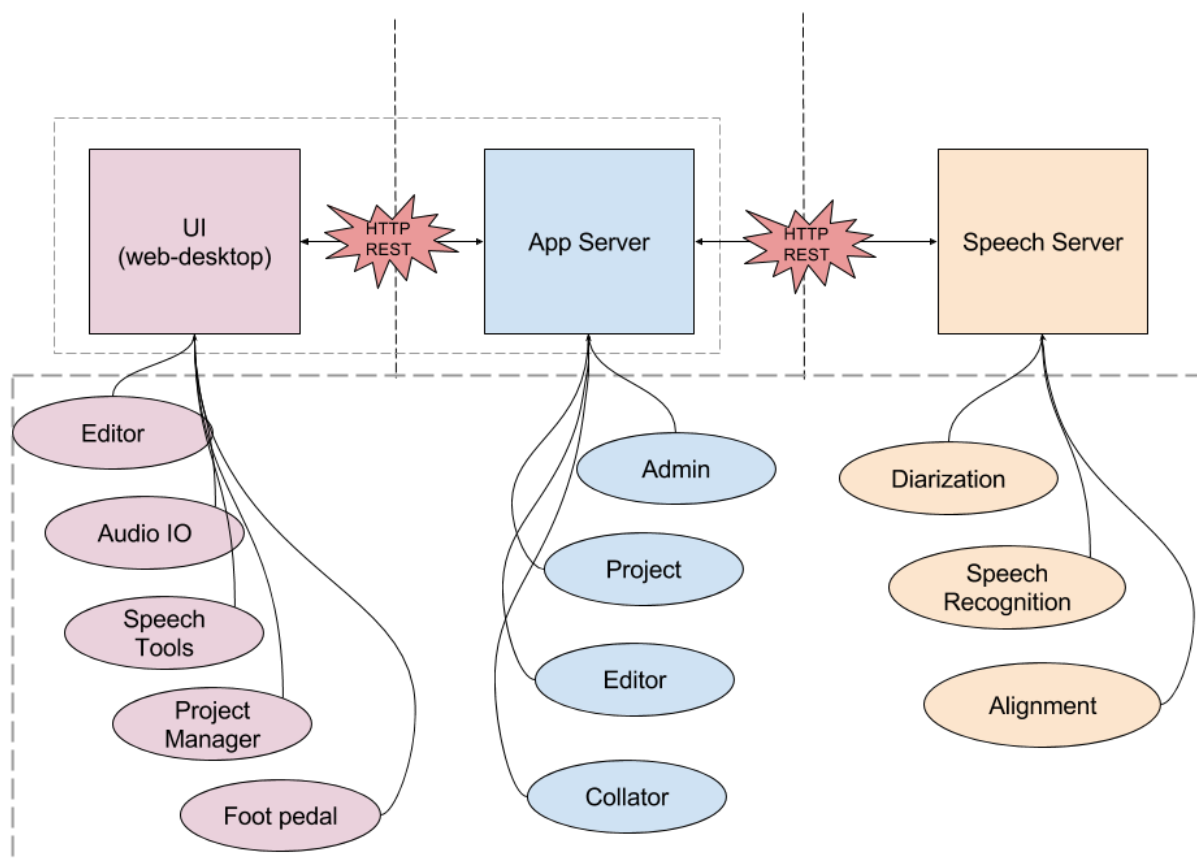 UI
(web-desktop)
HTTP
REST
App Server
HTTP
REST
Speech Server
Editor
Audio IO
Speech
Tools
Project
Manager
Foot pedal
Admin
Project
Editor
Collator
Diarization
Speech
Recognition
Alignment